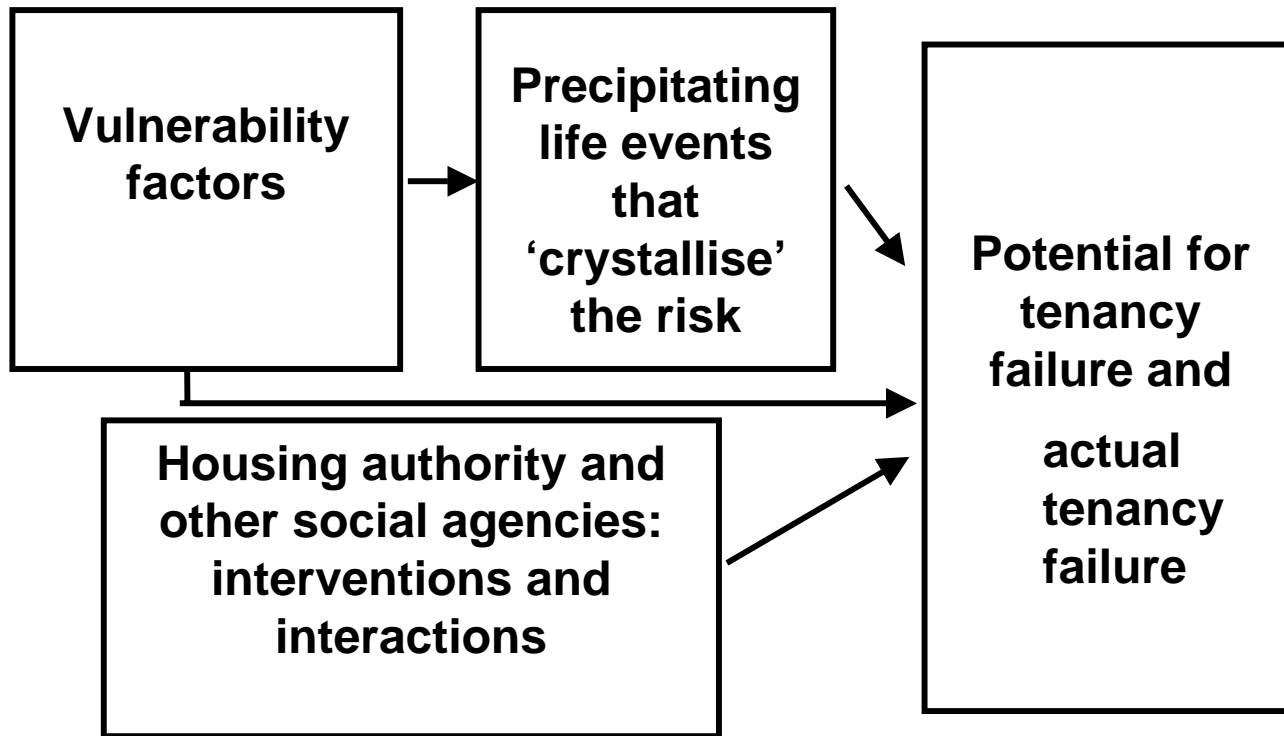 Vulnerability
factors
Precipitating
life events
that
‘crystallise’
the risk
Potential for
tenancy
failure and
actual
tenancy
failure
Housing authority and
other social agencies:
interventions and
interactions